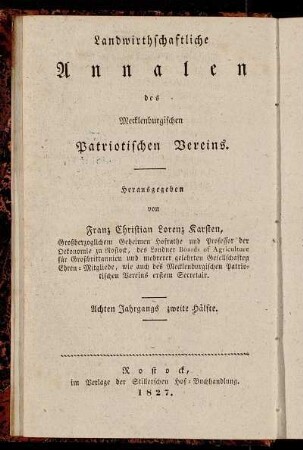 Landwirthschaftliche
Annalen
des
Mecklenburgischen
Patriotischen Vereins.
Herausgegeben
von
Franz Christian Lorenz Karsten,
Großherzoglichem Geheimen Hofrathe und Professor der
Oekonomie zu Rostock, des Londner Boards of Agriculture
für Großbrittannien und mehrerer gelehrten Gesellschaften
Ehren-Mitgliede, wie auch des Mecklenburgischen Patrio-
tischen Vereins erstem Secretair.
Achten Jahrgangs zweite Hälfte.
Rostock,
im Verlage der Stillerschen Hof-Buchhandlung.
1827.